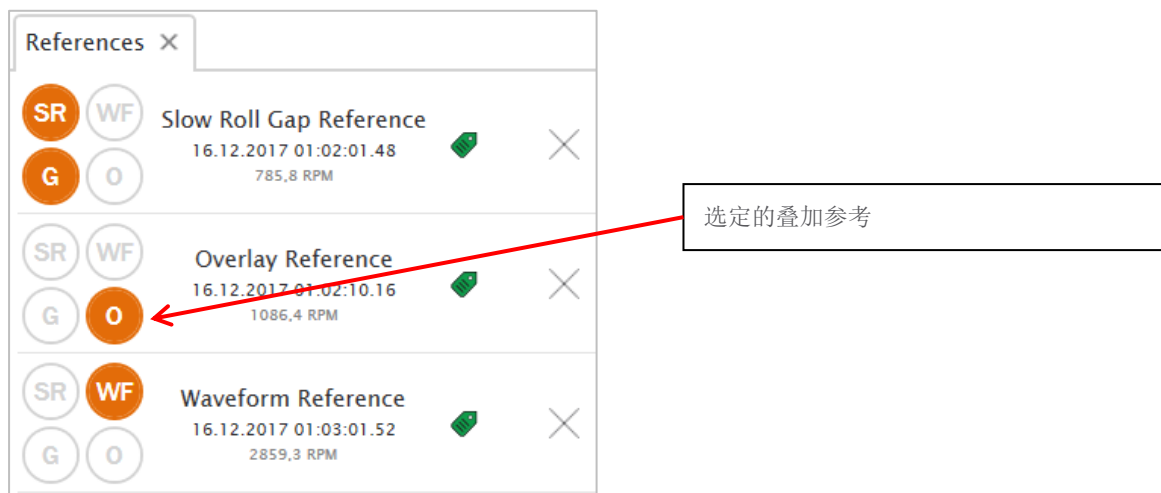 References ×
SR WF
Slow Roll Gap Reference
16.12.2017 01:02:01.48
G O
785,8 RPM
选定的叠加参考
SR WF
Overlay Reference
16.12.2017 01:02:10.16
G O
1086,4 RPM
SR WF
Waveform Reference
16.12.2017 01:03:01.52
G O
2859,3 RPM